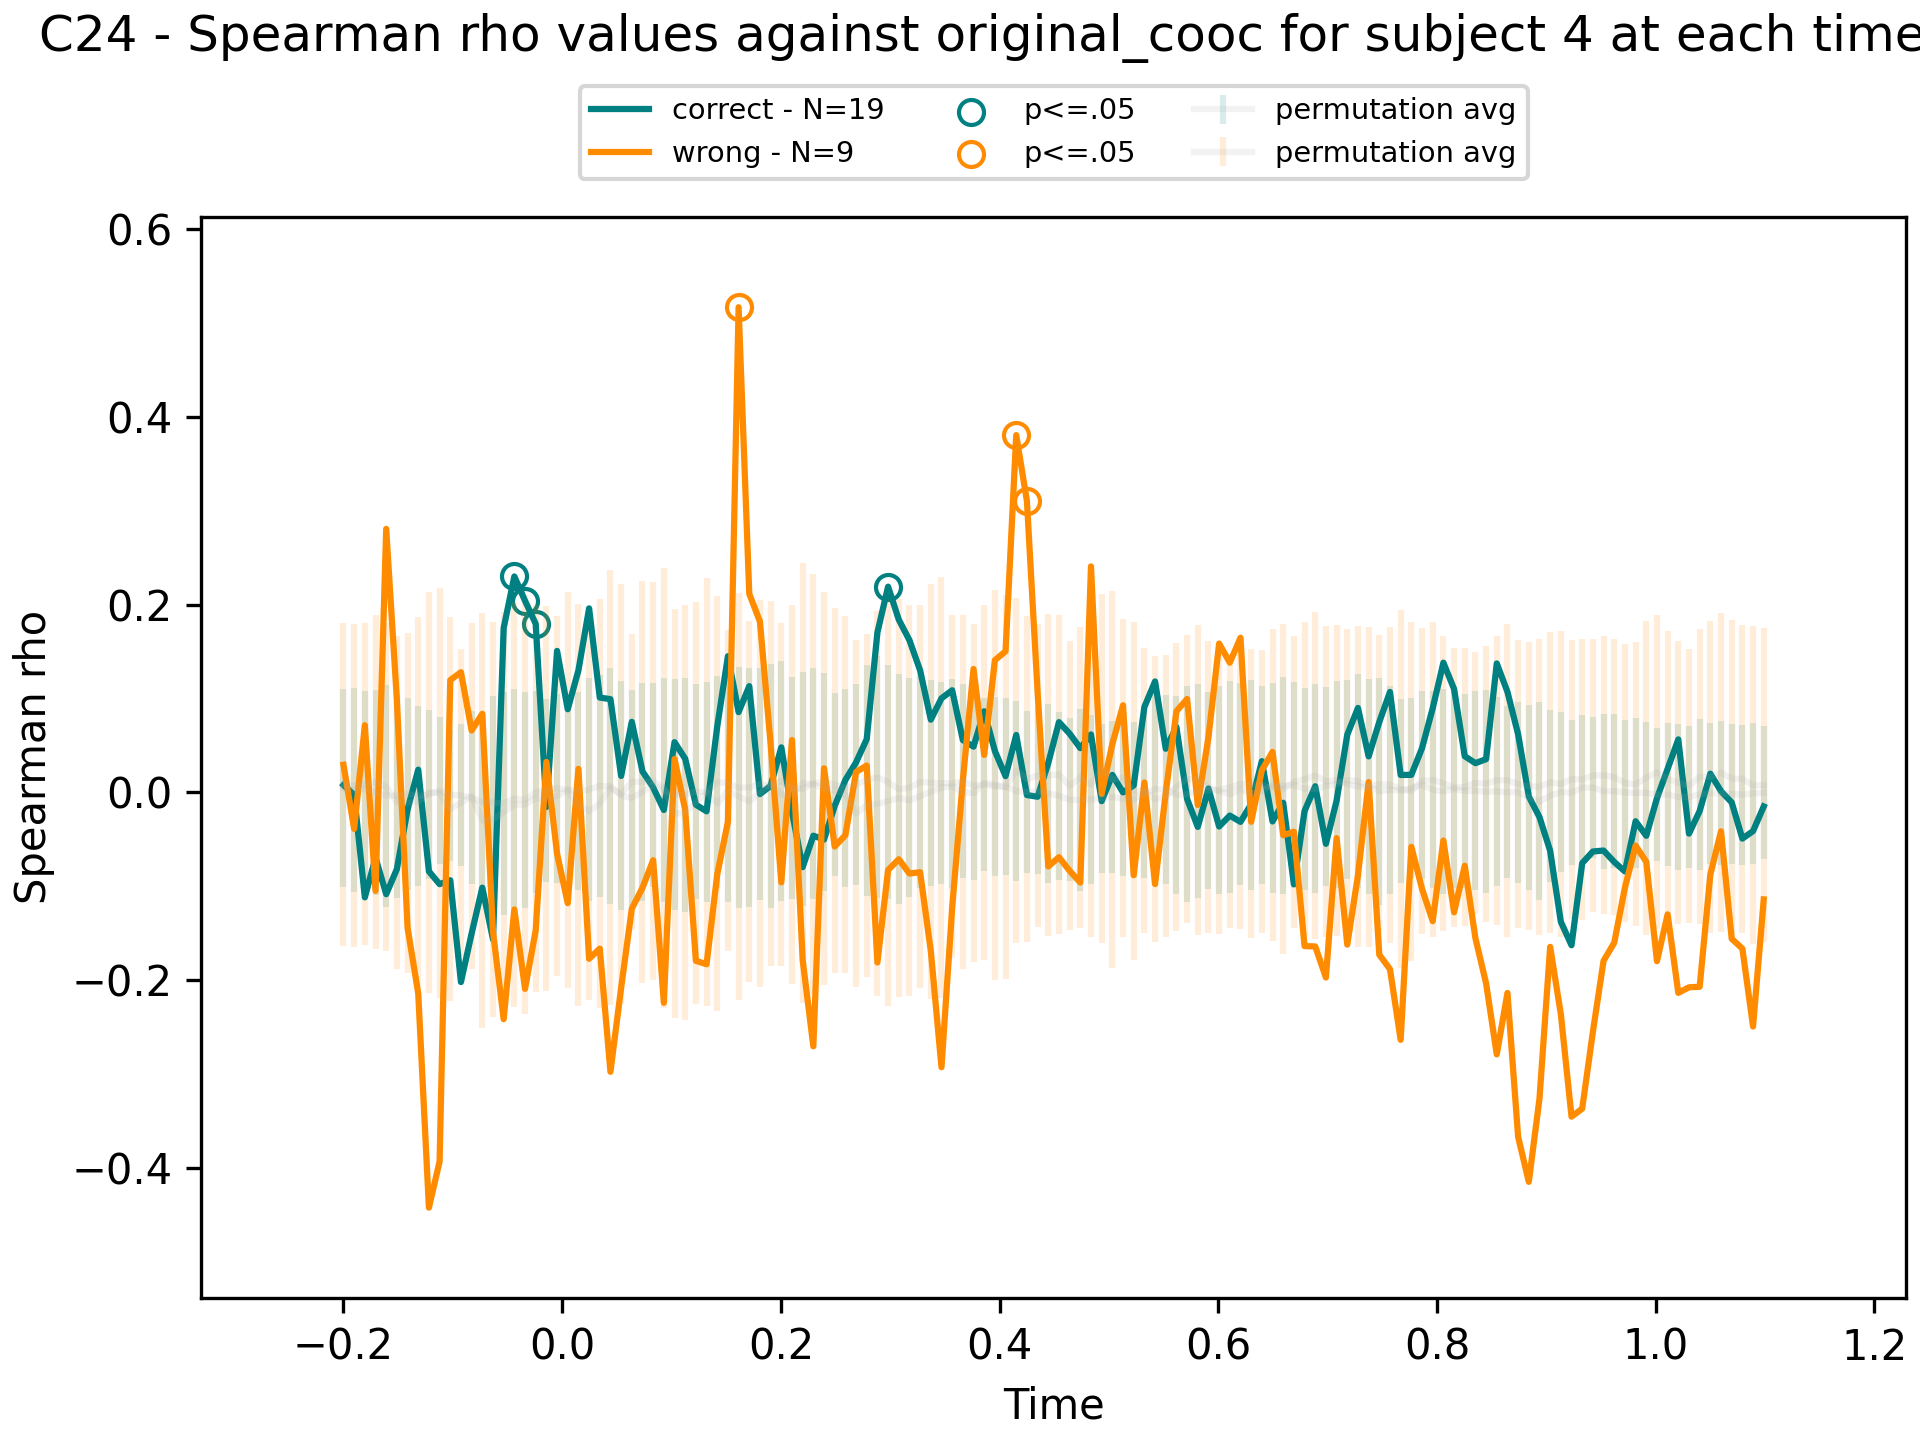 C24 - Spearman rho values against original_cooc for subject 4 at each time
correct - N=19 p<=.05 permutation avg
wrong - N=9 p<=.05 permutation avg
Spearman rho
0.6
0.4
0.2
0.0
−0.2
−0.4
−0.2 0.0 0.2 0.4 0.6 0.8 1.0 1.2
Time